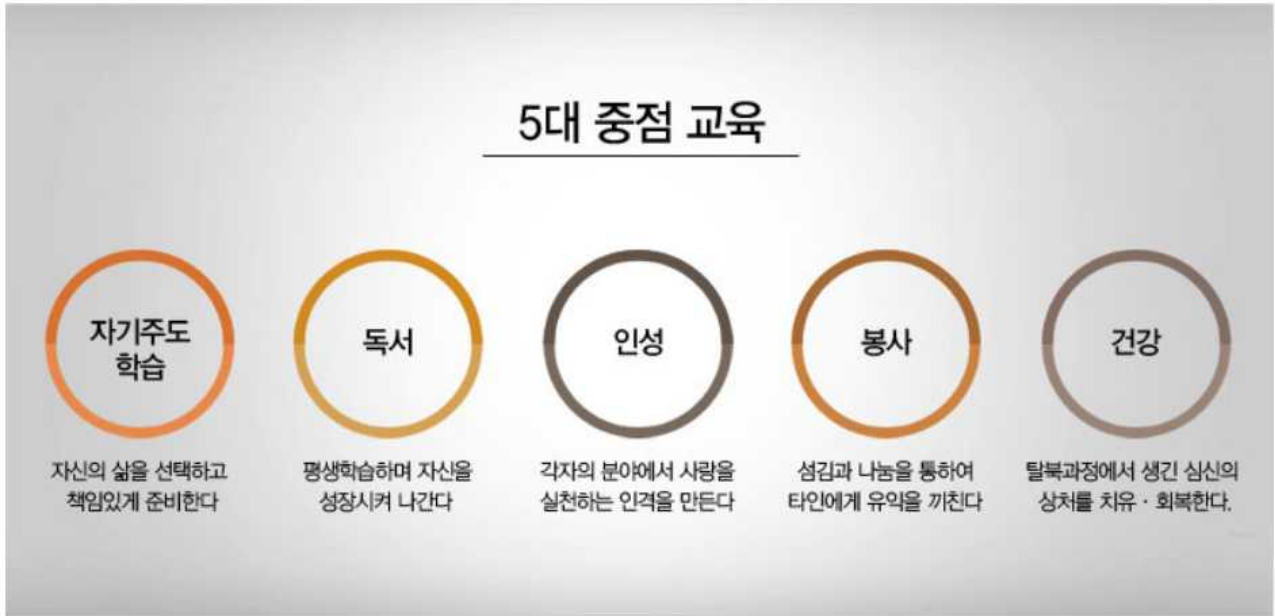 5대 중점 교육
자기주도
학습
자신의 삶을 선택하고
책임있게 준비한다
독서
평생학습하며 자신을
성장시켜 나간다
인성
각자의 분야에서 사랑을
실천하는 인격을 만든다
봉사
섬김과 나눔을 통하여
타인에게 유익을 끼친다
건강
탈북과정에서 생긴 심신의
상처를 치유 · 회복한다.